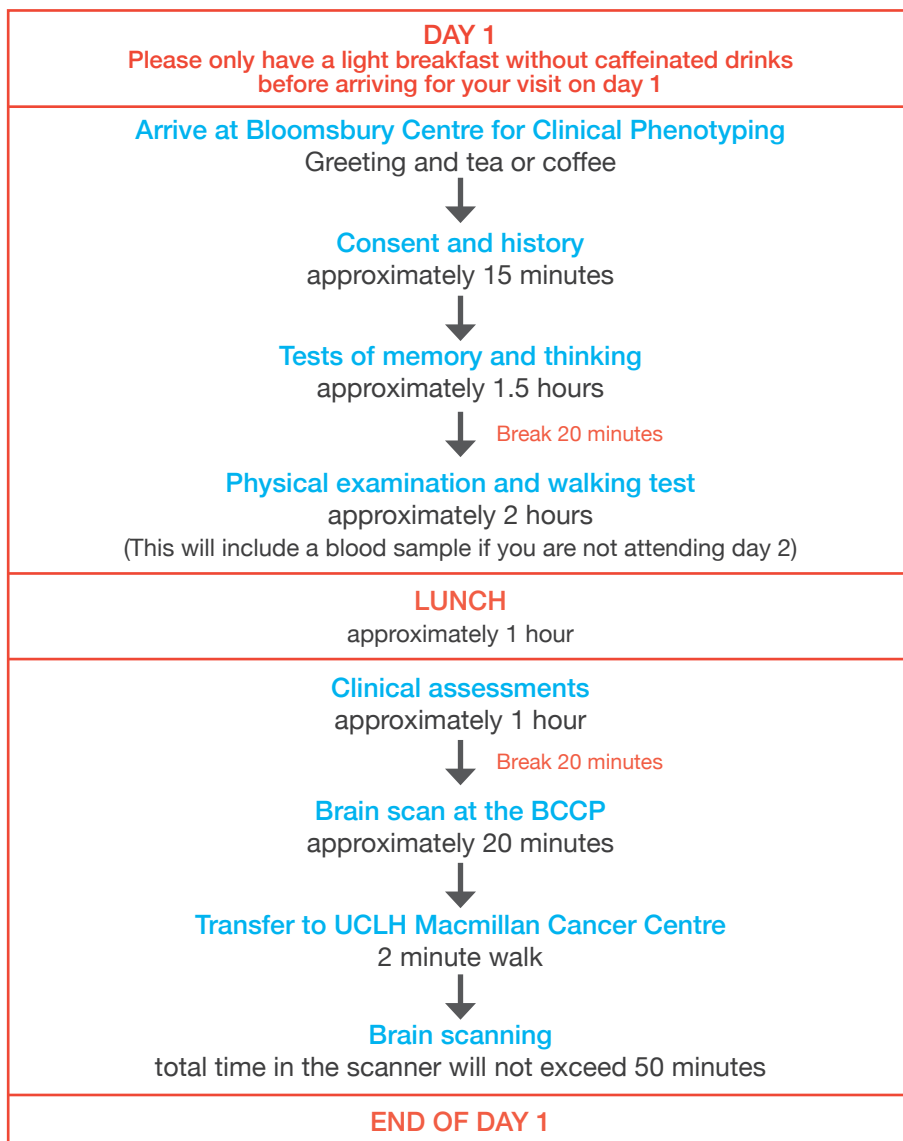 DAY 1
Please only have a light breakfast without caffeinated drinks
before arriving for your visit on day 1
Arrive at Bloomsbury Centre for Clinical Phenotyping
Greeting and tea or coffee
Consent and history
approximately 15 minutes
Tests of memory and thinking
approximately 1.5 hours
Break 20 minutes
Physical examination and walking test
approximately 2 hours
(This will include a blood sample if you are not attending day 2)
LUNCH
approximately 1 hour
Clinical assessments
approximately 1 hour
Break 20 minutes
Brain scan at the BCCP
approximately 20 minutes
Transfer to UCLH Macmillan Cancer Centre
2 minute walk
Brain scanning
total time in the scanner will not exceed 50 minutes
END OF DAY 1